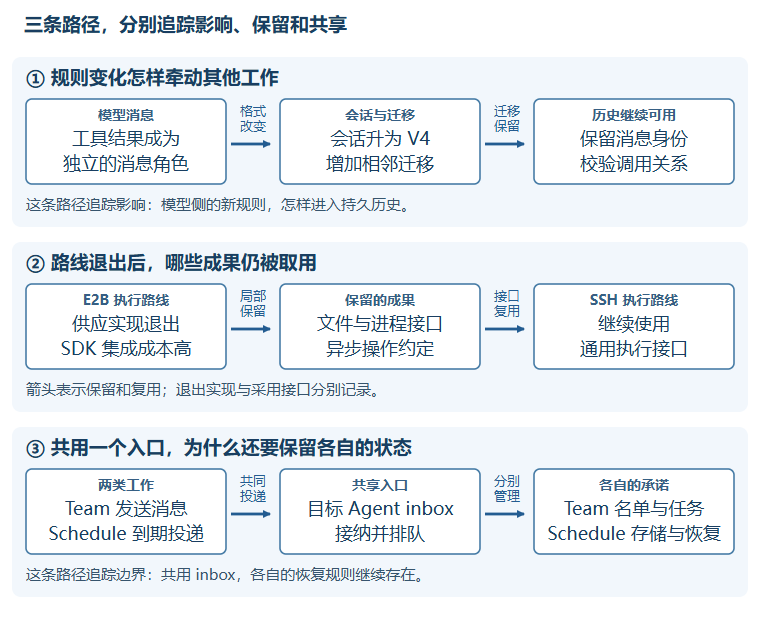 三条路径，分别追踪影响、保留和共享
① 规则变化怎样牵动其他工作
模型消息
工具结果成为
独立的消息角色
格式
改变
会话与迁移
会话升为 V4
增加相邻迁移
迁移
保留
历史继续可用
保留消息身份
校验调用关系
这条路径追踪影响：模型侧的新规则，怎样进入持久历史。
② 路线退出后，哪些成果仍被取用
E2B 执行路线
供应实现退出
SDK 集成成本高
局部
保留
保留的成果
文件与进程接口
异步操作约定
接口
复用
SSH 执行路线
继续使用
通用执行接口
箭头表示保留和复用；退出实现与采用接口分别记录。
③ 共用一个入口，为什么还要保留各自的状态
两类工作
Team 发送消息
Schedule 到期投递
共同
投递
共享入口
目标 Agent inbox
接纳并排队
分别
管理
各自的承诺
Team 名单与任务
Schedule 存储与恢复
这条路径追踪边界：共用 inbox，各自的恢复规则继续存在。